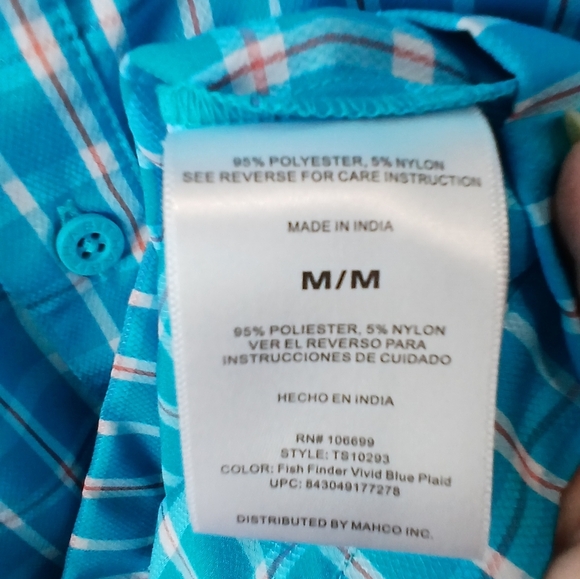 95% POLYESTER, 5% NYLON
SEE REVERSE FOR CARE INSTRUCTION
MADE IN INDIA
M/M
95% POLIESTER, 5% NYLON
VER EL REVERSO PARA
INSTRUCCIONES DE CUIDADO
HECHO EN INDIA
RN# 106699
STYLE: TS10293
COLOR: Fish Finder Vivid Blue Plaid
UPC: 843049177278
DISTRIBUTED BY MAHCO INC.